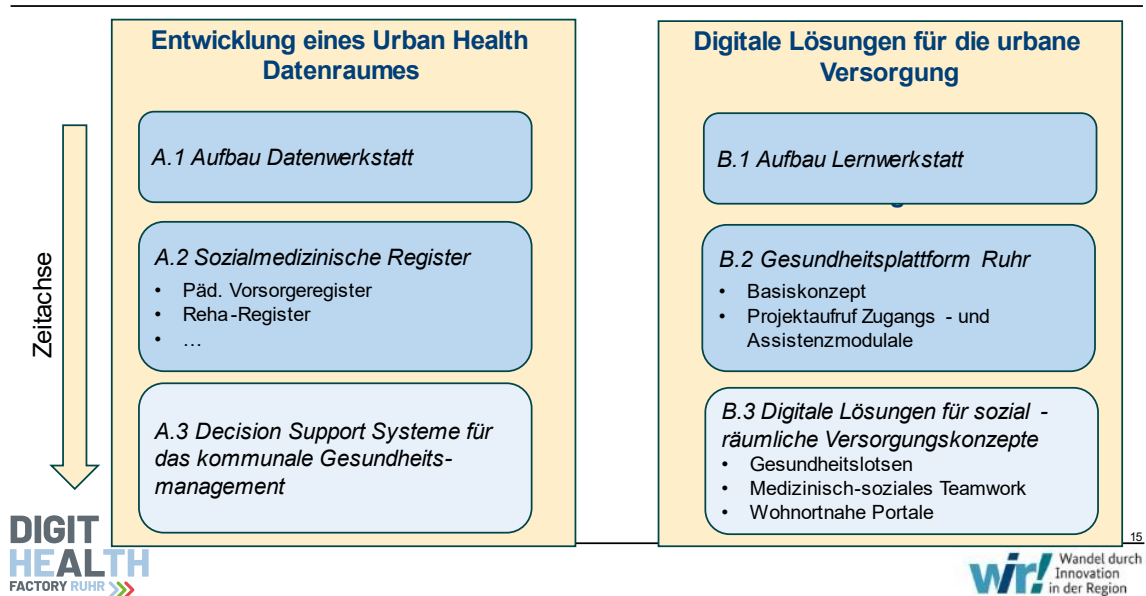 Entwicklung eines Urban Health
Datenraumes
A.1 Aufbau Datenwerkstatt
A.2 Sozialmedizinische Register
• Päd. Vorsorgeregister
• Reha-Register
• …
A.3 Decision Support Systeme für
das kommunale Gesundheits-
management
Zeitachse
Digitale Lösungen für die urbane
Versorgung
B.1 Aufbau Lernwerkstatt
B.2 Gesundheitsplattform Ruhr
• Basiskonzept
• Projektaufruf Zugangs - und
Assistenzmodulale
B.3 Digitale Lösungen für sozial -
räumliche Versorgungskonzepte
• Gesundheitslotsen
• Medizinisch-soziales Teamwork
• Wohnortnahe Portale
15
DIGIT
HEALTH
FACTORY RUHR
wir!
Wandel durch
Innovation
in der Region